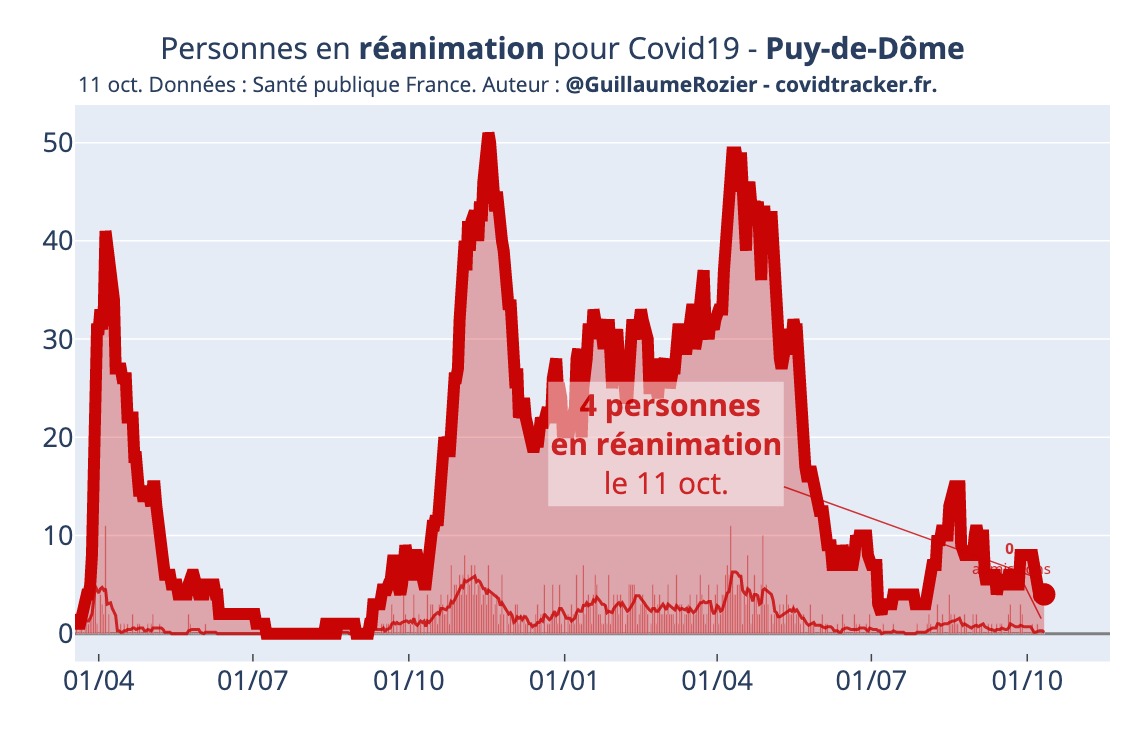 Personnes en réanimation pour Covid19 - Puy-de-Dôme
11 oct. Données : Santé publique France. Auteur : @GuillaumeRozier - covidtracker.fr.
50
40
30
20
10
0
4 personnes
en réanimation
le 11 oct.
0
admissions
01/04 01/07 01/10 01/01 01/04 01/07 01/10